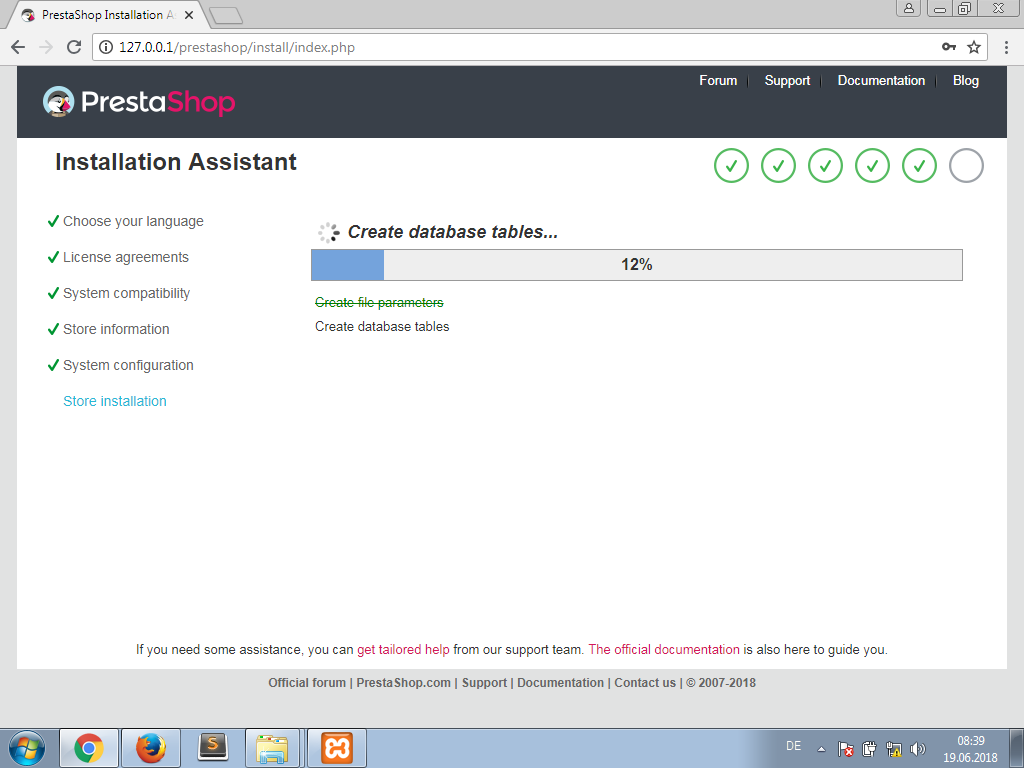 PrestaShop Installation A
127.0.0.1/prestashop/install/index.php
Forum Support Documentation Blog
PrestaShop
Installation Assistant
Choose your language
License agreements
System compatibility
Store information
System configuration
Store installation
Create database tables...
12%
Create file parameters
Create database tables
If you need some assistance, you can get tailored help from our support team. The official documentation is also here to guide you.
Official forum | PrestaShop.com | Support | Documentation | Contact us | © 2007-2018
S
DE
08:39
19.06.2018